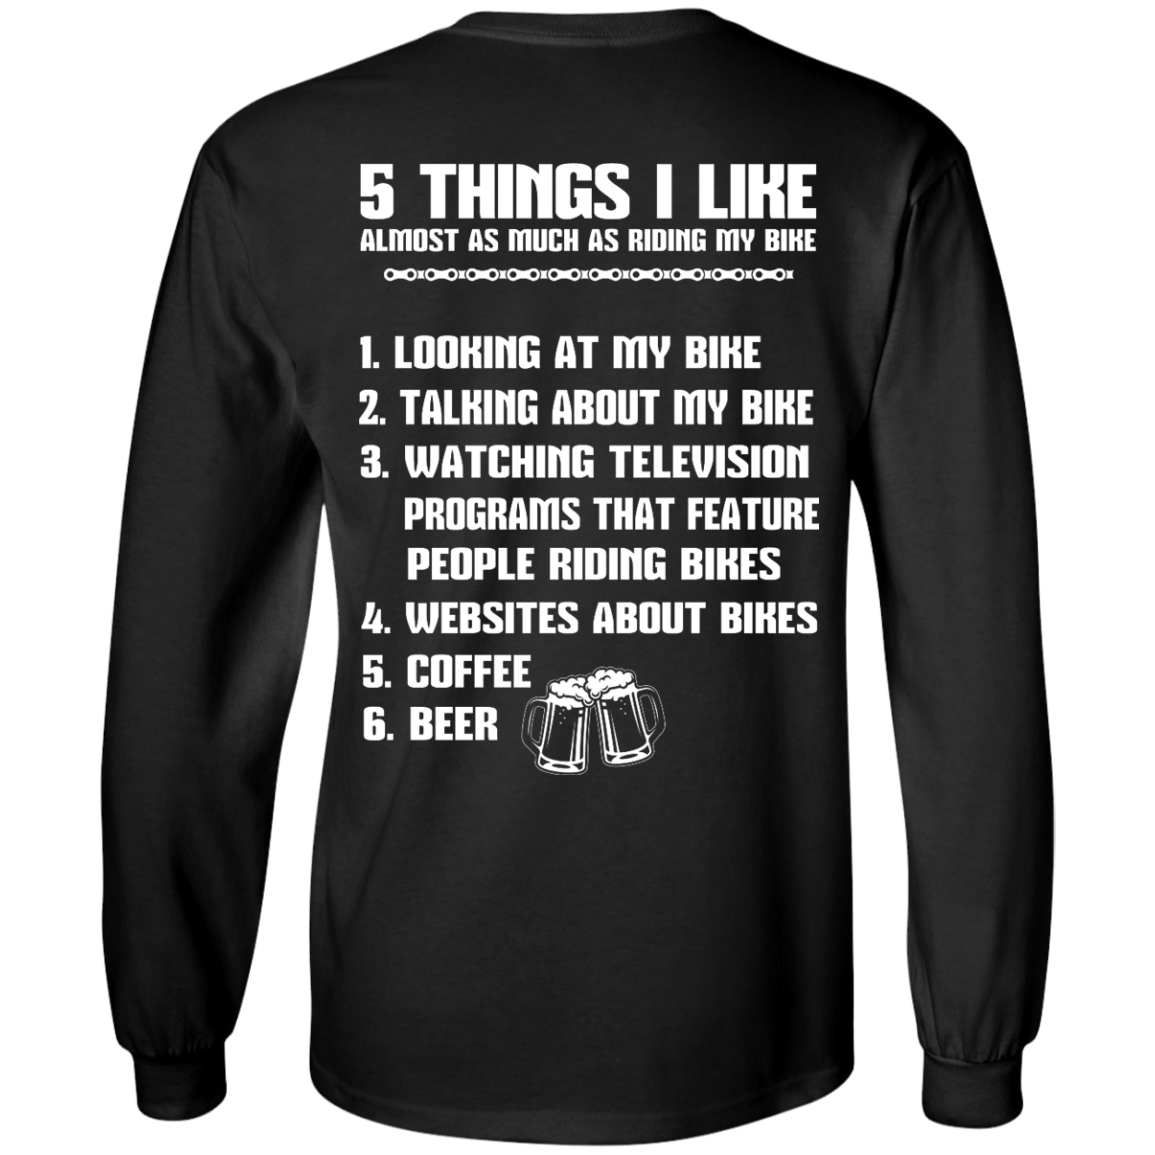 5 THINGS I LIKE
ALMOST AS MUCH AS RIDING MY BIKE
1. LOOKING AT MY BIKE
2. TALKING ABOUT MY BIKE
3. WATCHING TELEVISION
PROGRAMS THAT FEATURE
PEOPLE RIDING BIKES
4. WEBSITES ABOUT BIKES
5. COFFEE
6. BEER